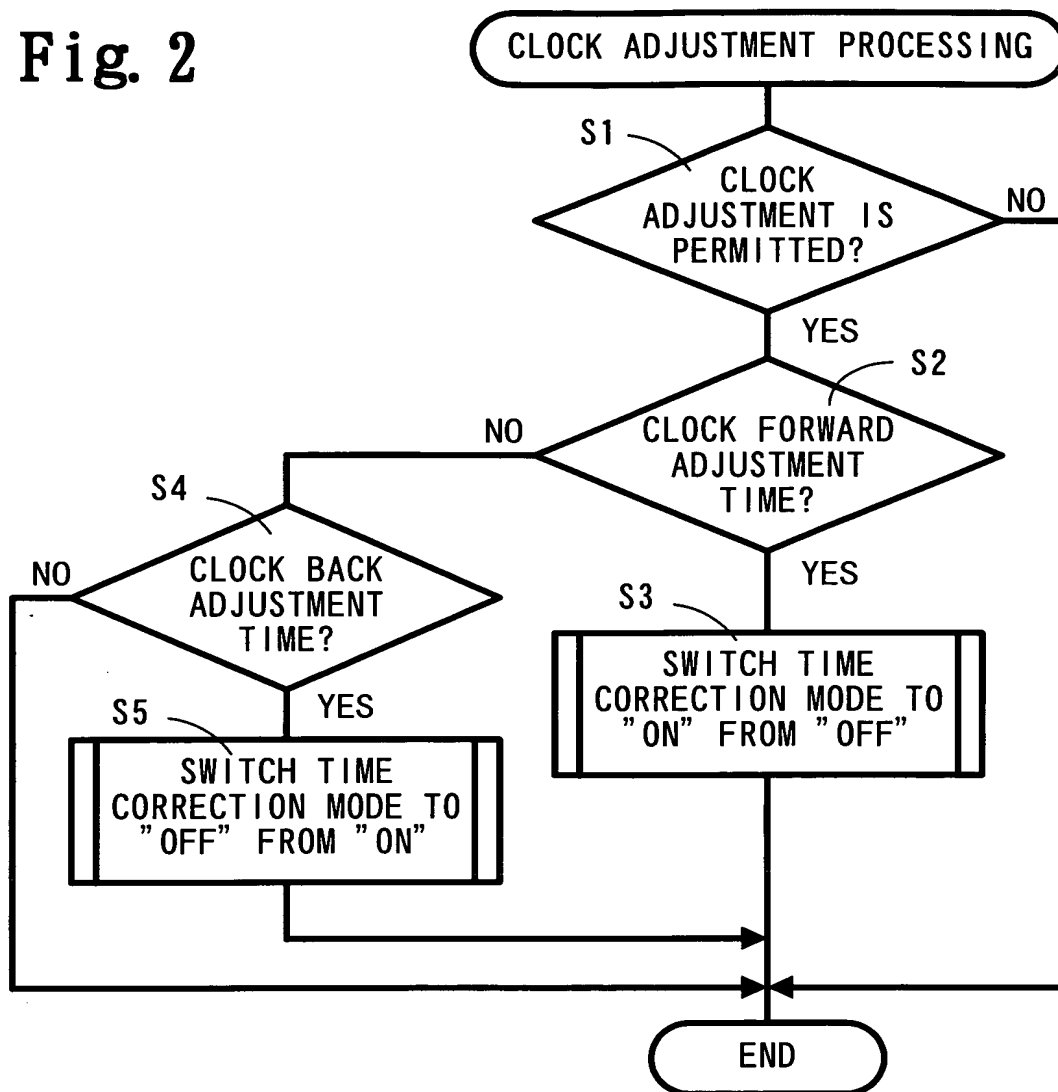 Fig. 2
CLOCK ADJUSTMENT PROCESSING
S1
CLOCK
ADJUSTMENT IS
PERMITTED?
NO
YES
S2
CLOCK FORWARD
ADJUSTMENT
TIME?
NO
YES
S4
CLOCK BACK
ADJUSTMENT
TIME?
NO
YES
S3
SWITCH TIME
CORRECTION MODE TO
"ON" FROM "OFF"
S5
SWITCH TIME
CORRECTION MODE TO
"OFF" FROM "ON"
END